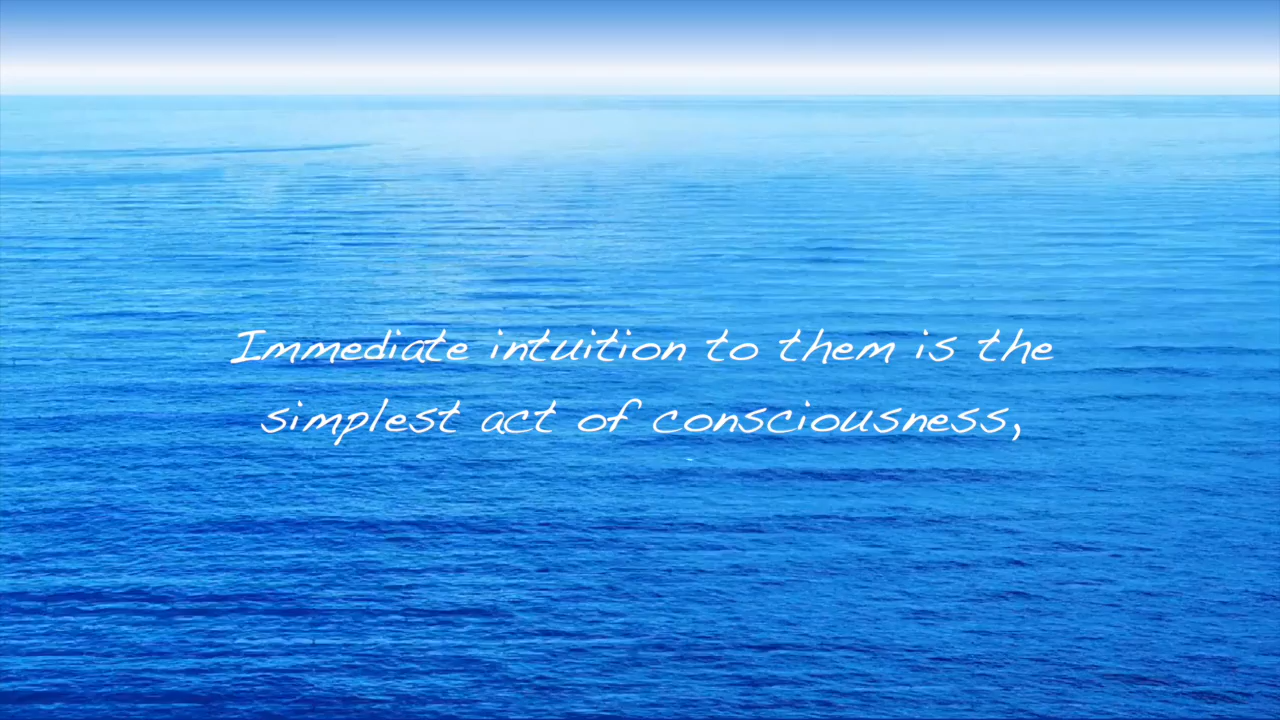 Immediate intuition to them is the
simplest act of consciousness,